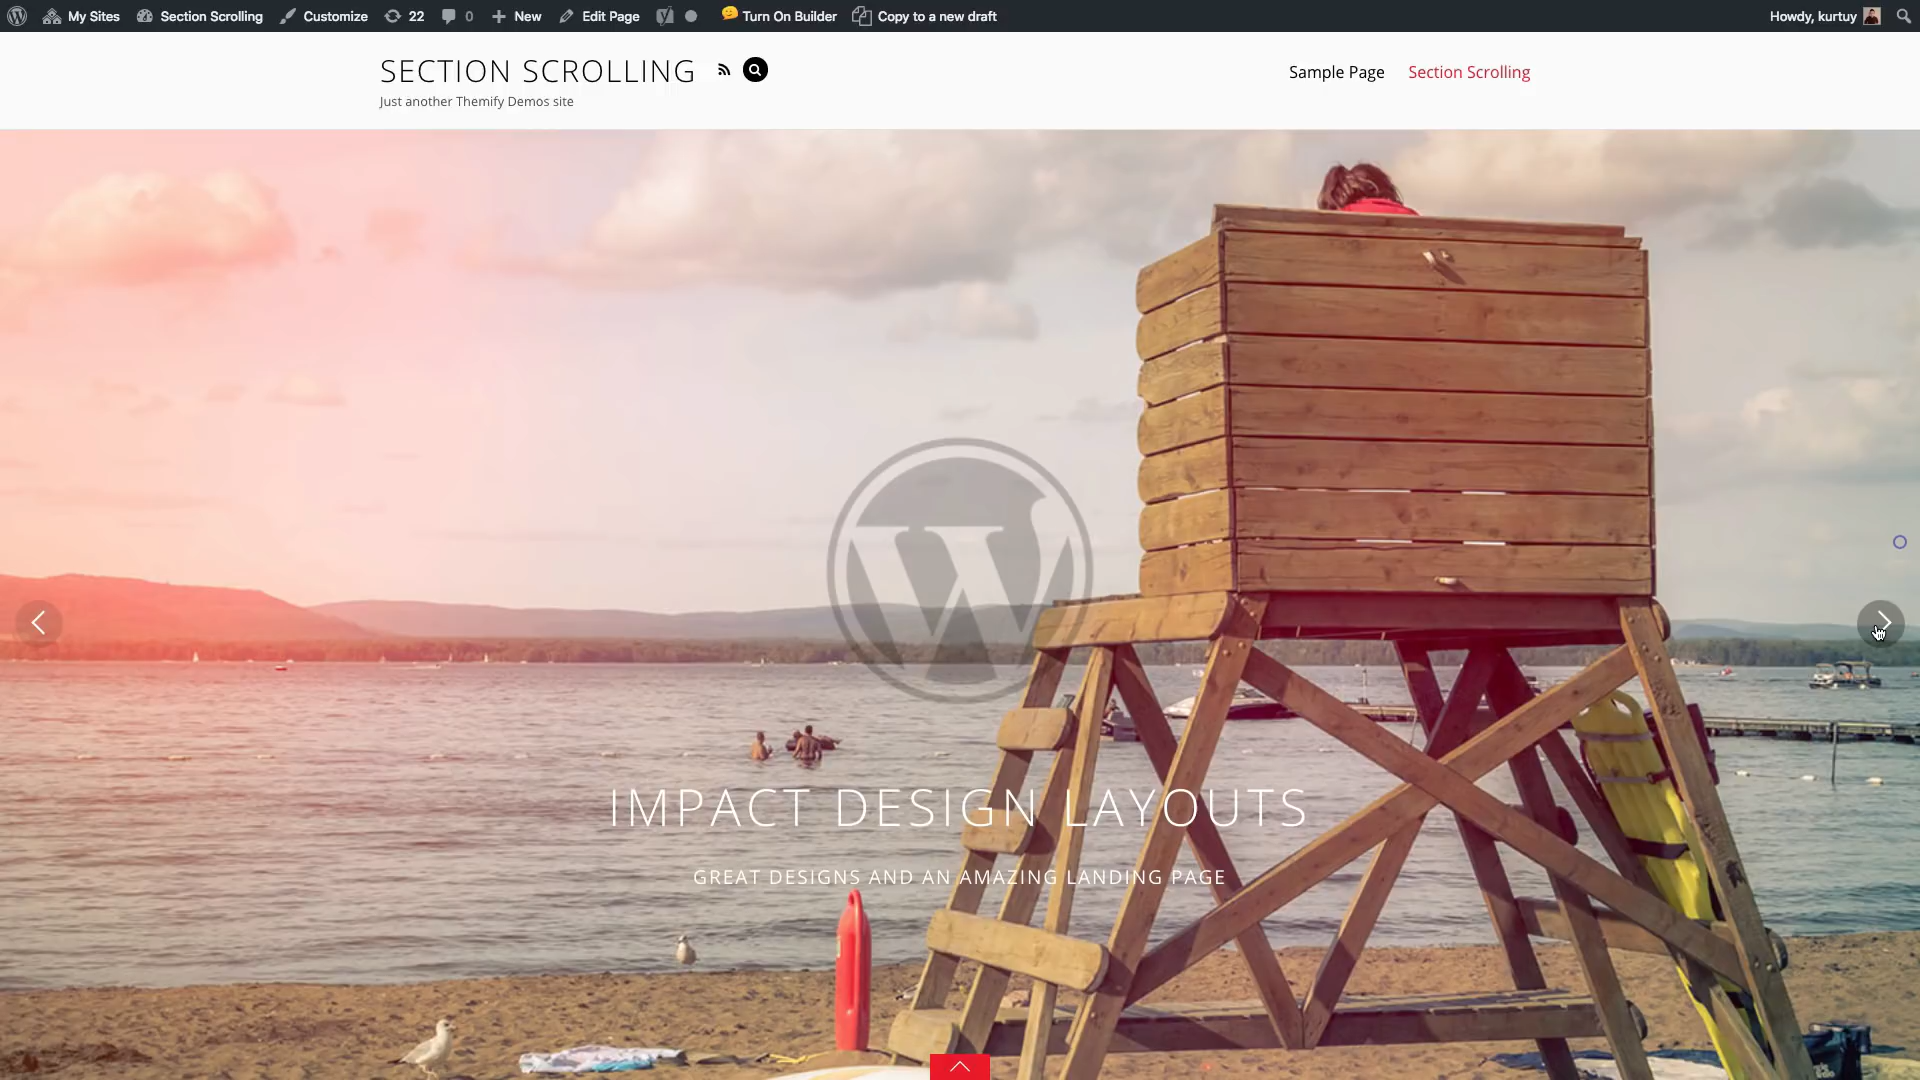 My Sites Section Scrolling Customize 22 0 New Edit Page Turn On Builder Copy to a new draft Howdy, kurtuy
SECTION SCROLLING
Just another Themify Demos site
Sample Page Section Scrolling
IMPACT DESIGN LAYOUTS
GREAT DESIGNS AND AN AMAZING LANDING PAGE